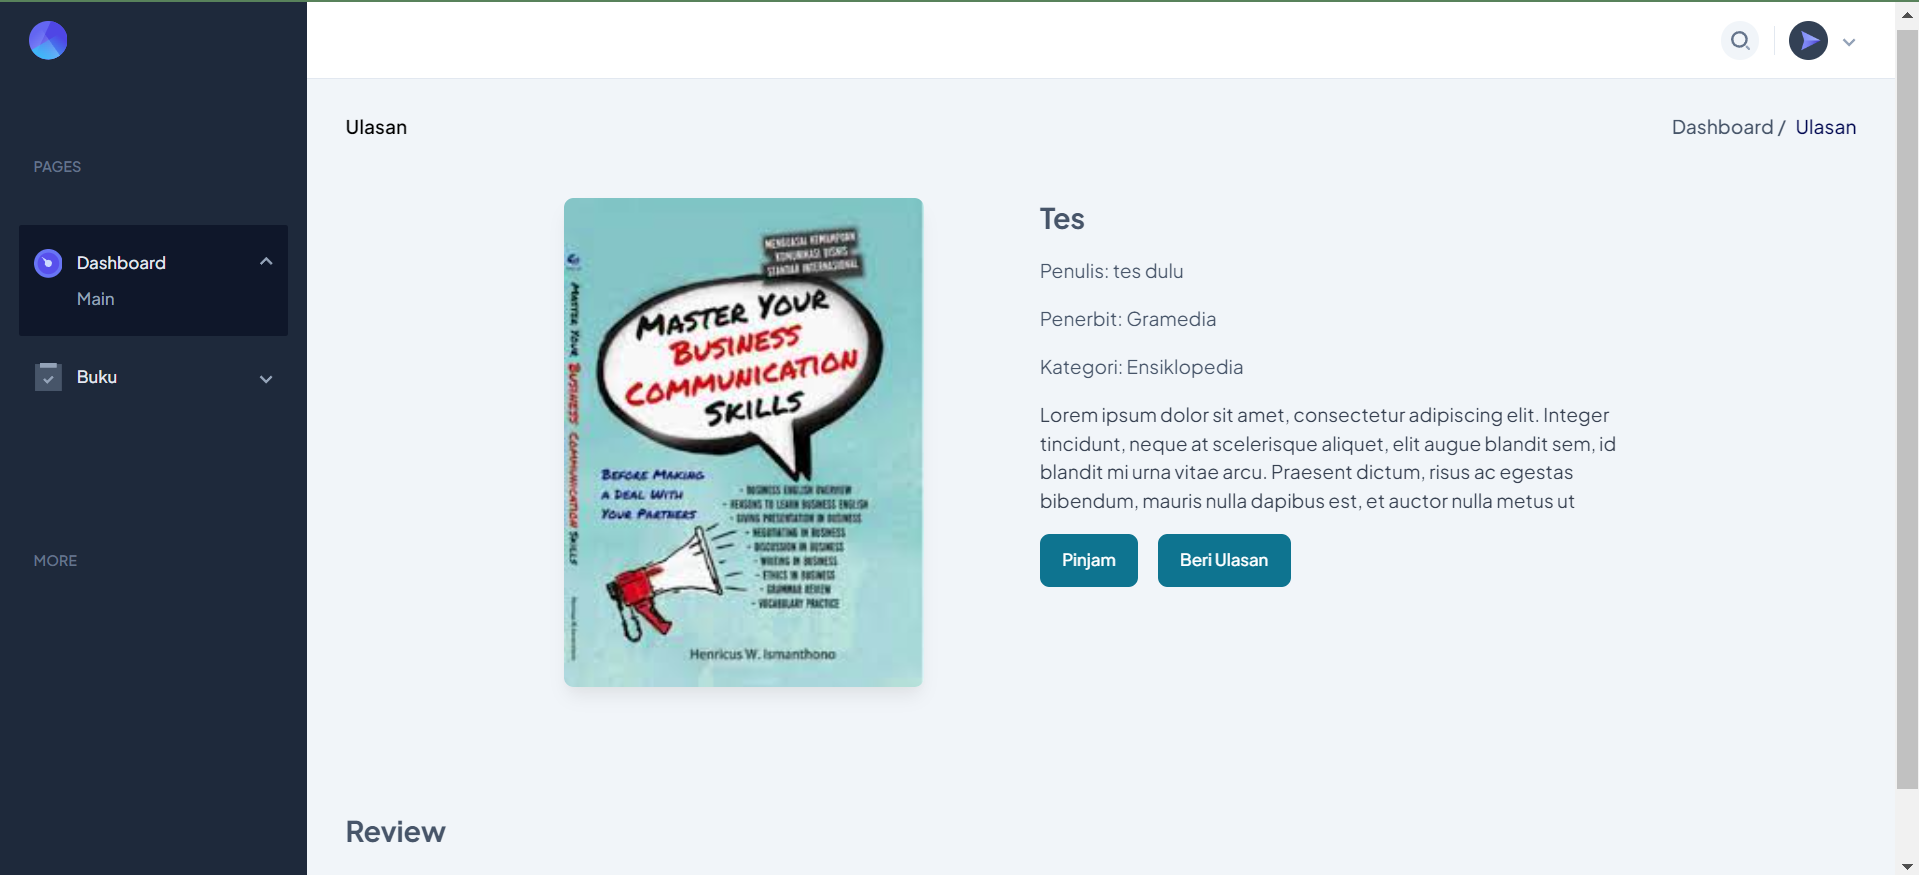 PAGES
Dashboard
Main
Buku
MORE
Ulasan
Dashboard / Ulasan
MENGUASAI KEMAMPUAN
KOMUNIKASI BISNIS
STANDAR INTERNASIONAL
MASTER YOUR
BUSINESS
COMMUNICATION
SKILLS
BEFORE MAKING
A DEAL WITH
YOUR PARTNERS
- BUSINESS ENGLISH OVERVIEW
- REASONS TO LEARN BUSINESS ENGLISH
- GIVING PRESENTATION IN BUSINESS
- NEGOTIATING IN BUSINESS
- DISCUSSION IN BUSINESS
- WRITING IN BUSINESS
- ETHICS IN BUSINESS
- GRAMMAR REVIEW
- VOCABULARY PRACTICE
Henricus W. Ismanthono
MASTER YOUR BUSINESS COMMUNICATION SKILLS
Tes
Penulis: tes dulu
Penerbit: Gramedia
Kategori: Ensiklopedia
Lorem ipsum dolor sit amet, consectetur adipiscing elit. Integer
tincidunt, neque at scelerisque aliquet, elit augue blandit sem, id
blandit mi urna vitae arcu. Praesent dictum, risus ac egestas
bibendum, mauris nulla dapibus est, et auctor nulla metus ut
Pinjam
Beri Ulasan
Review